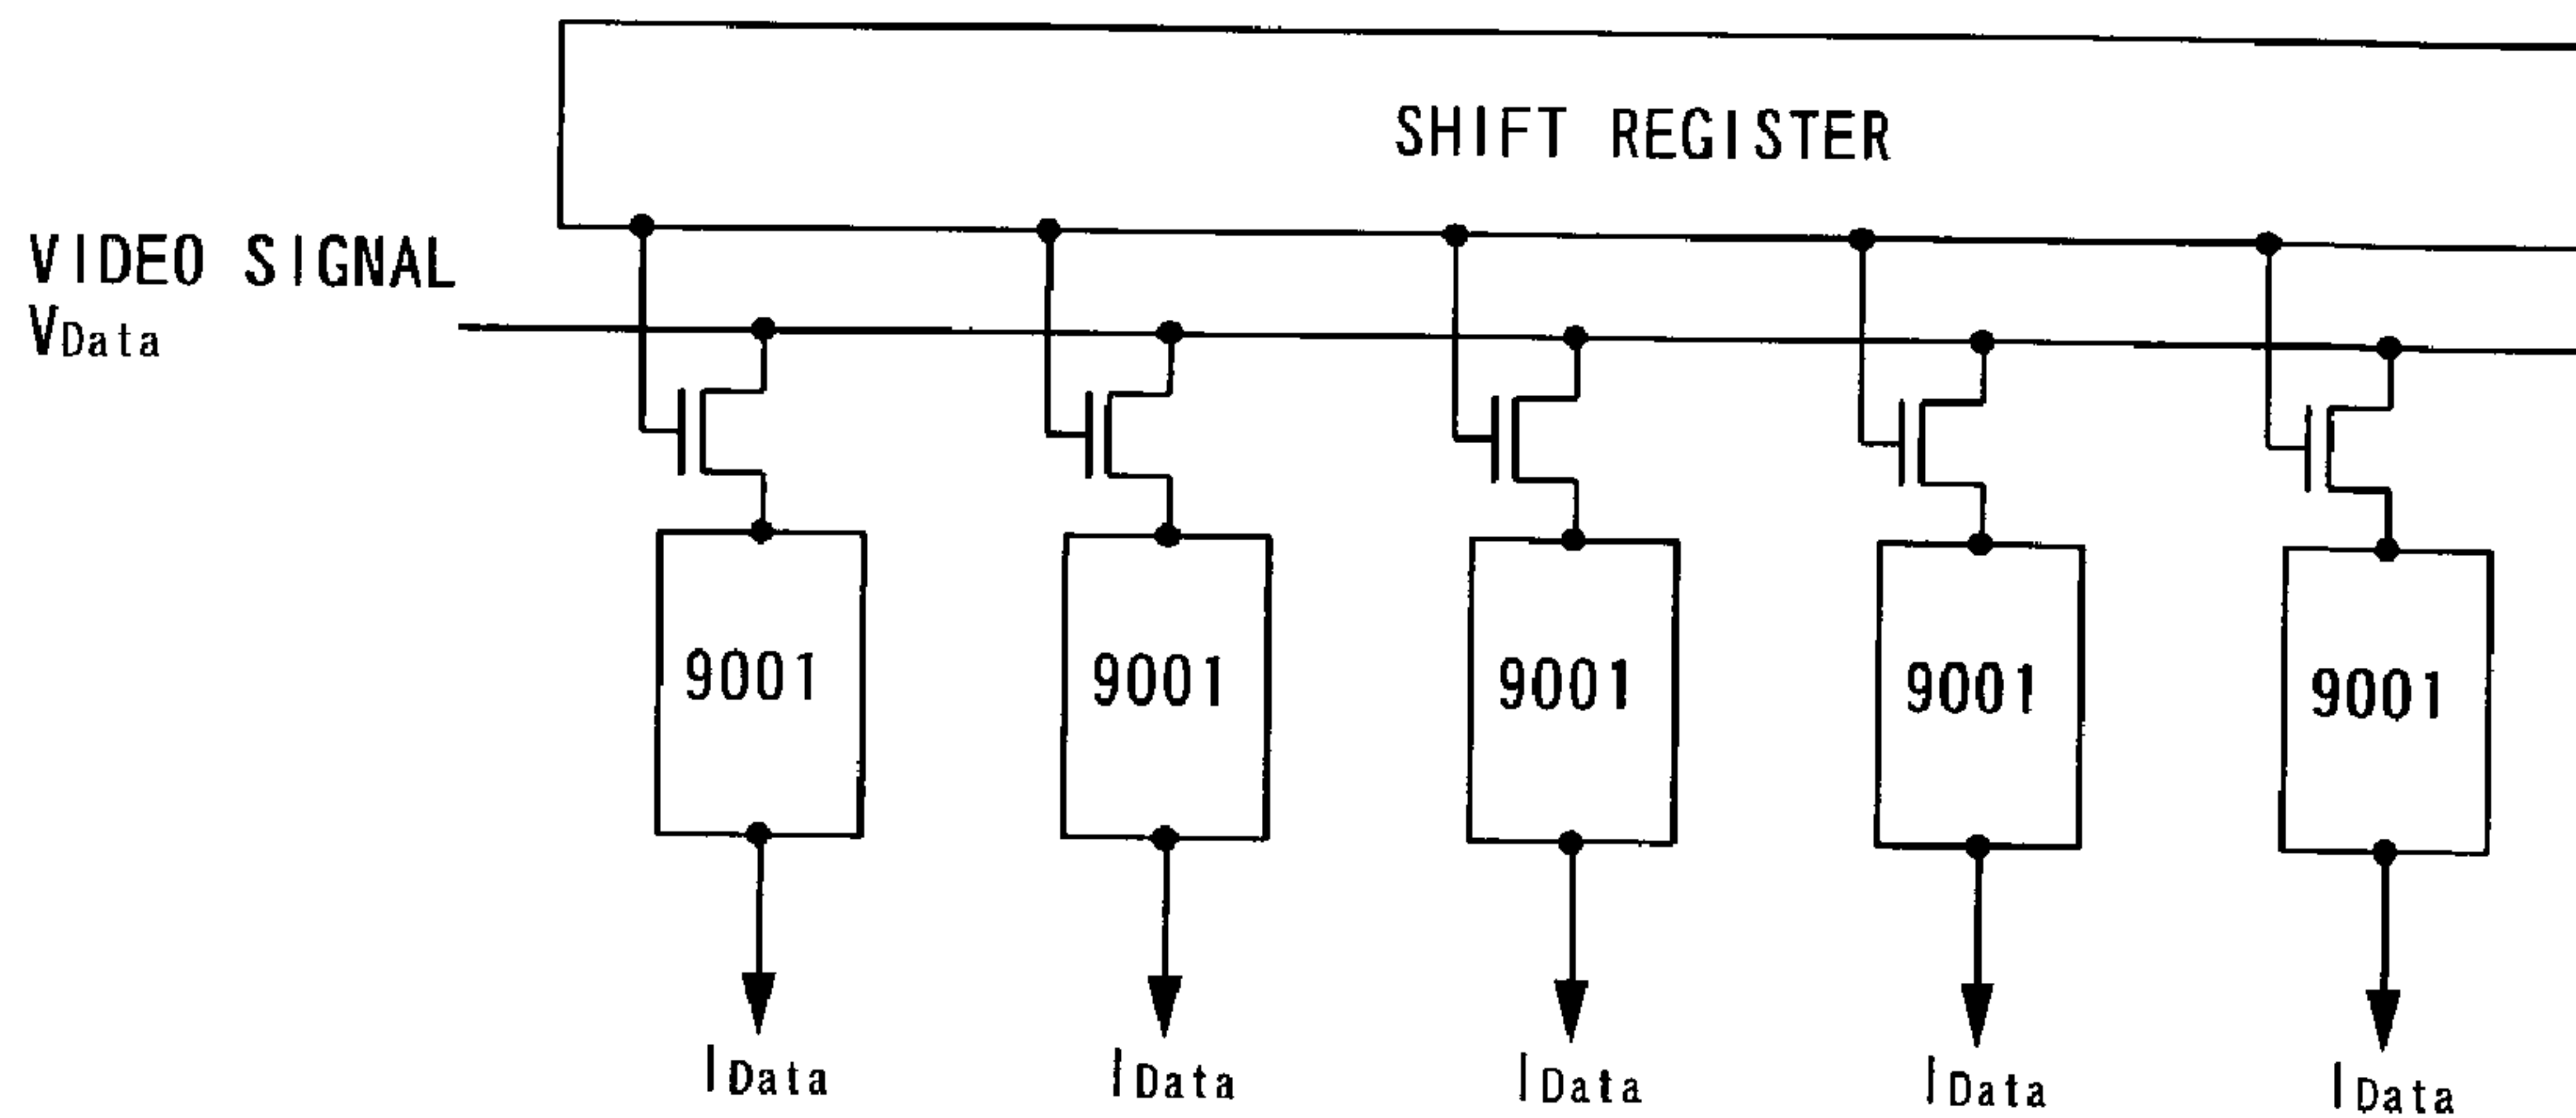 SHIFT REGISTER
VIDEO SIGNAL
VData
9001 9001 9001 9001 9001
IData IData IData IData IData